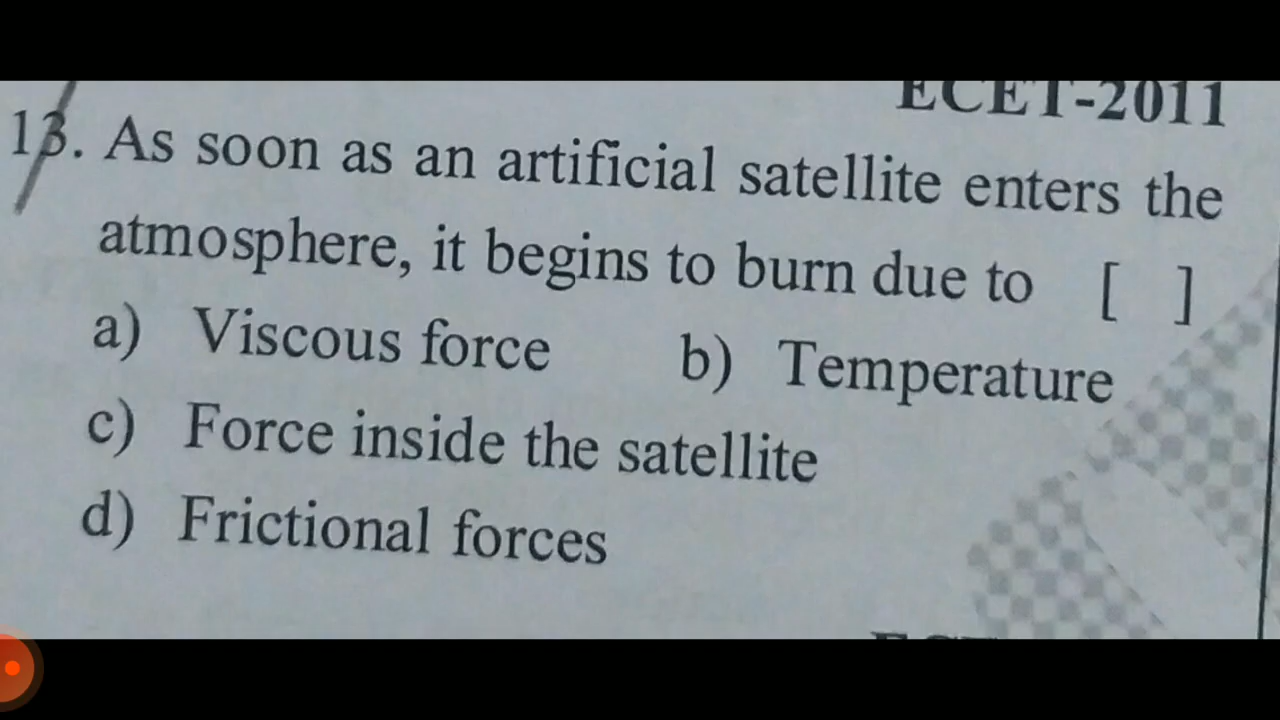 ECET-2011
13. As soon as an artificial satellite enters the
atmosphere, it begins to burn due to [ ]
a) Viscous force b) Temperature
c) Force inside the satellite
d) Frictional forces